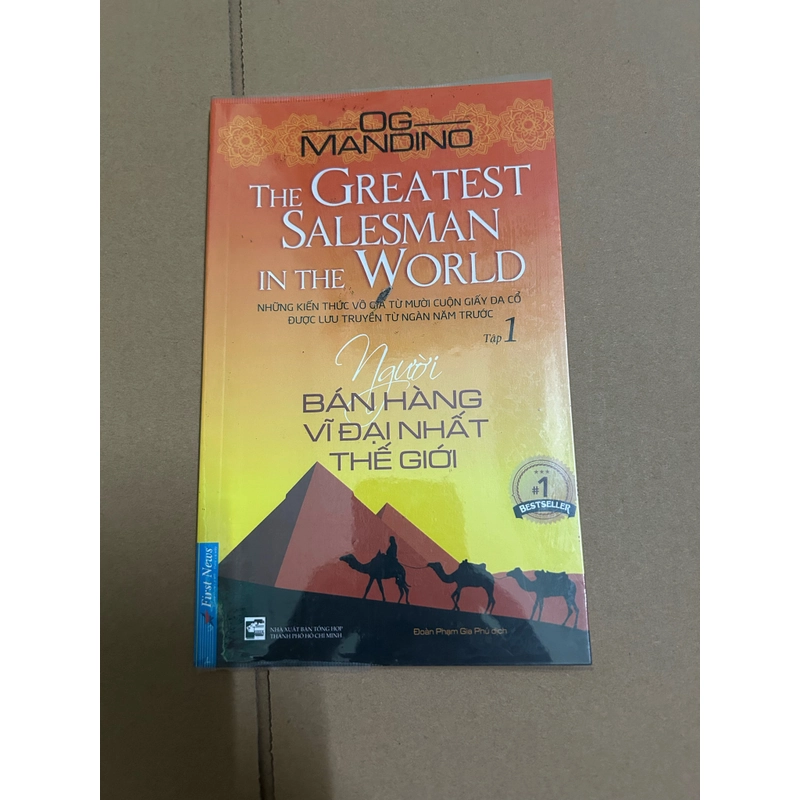 OG
MANDINO
THE GREATEST
SALESMAN
IN THE WORLD
NHỮNG KIẾN THỨC VÔ GIÁ TỪ MƯỜI CUỘN GIẤY DA CỔ
ĐƯỢC LƯU TRUYỀN TỪ NGÀN NĂM TRƯỚC
Tập 1
Người
BÁN HÀNG
VĨ ĐẠI NHẤT
THẾ GIỚI
#1
BESTSELLER
First News
NHÀ XUẤT BẢN TỔNG HỢP
THÀNH PHỐ HỒ CHÍ MINH
Đoàn Phạm Gia Phú dịch